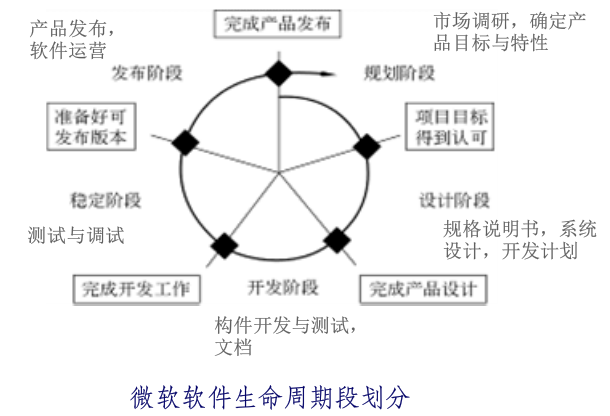 完成产品发布
产品发布，
软件运营
市场调研，确定产
品目标与特性
发布阶段
规划阶段
准备好可
发布版本
项目目标
得到认可
稳定阶段
设计阶段
测试与调试
规格说明书，系统
设计，开发计划
完成开发工作
开发阶段
完成产品设计
构件开发与测试，
文档
微软软件生命周期段划分